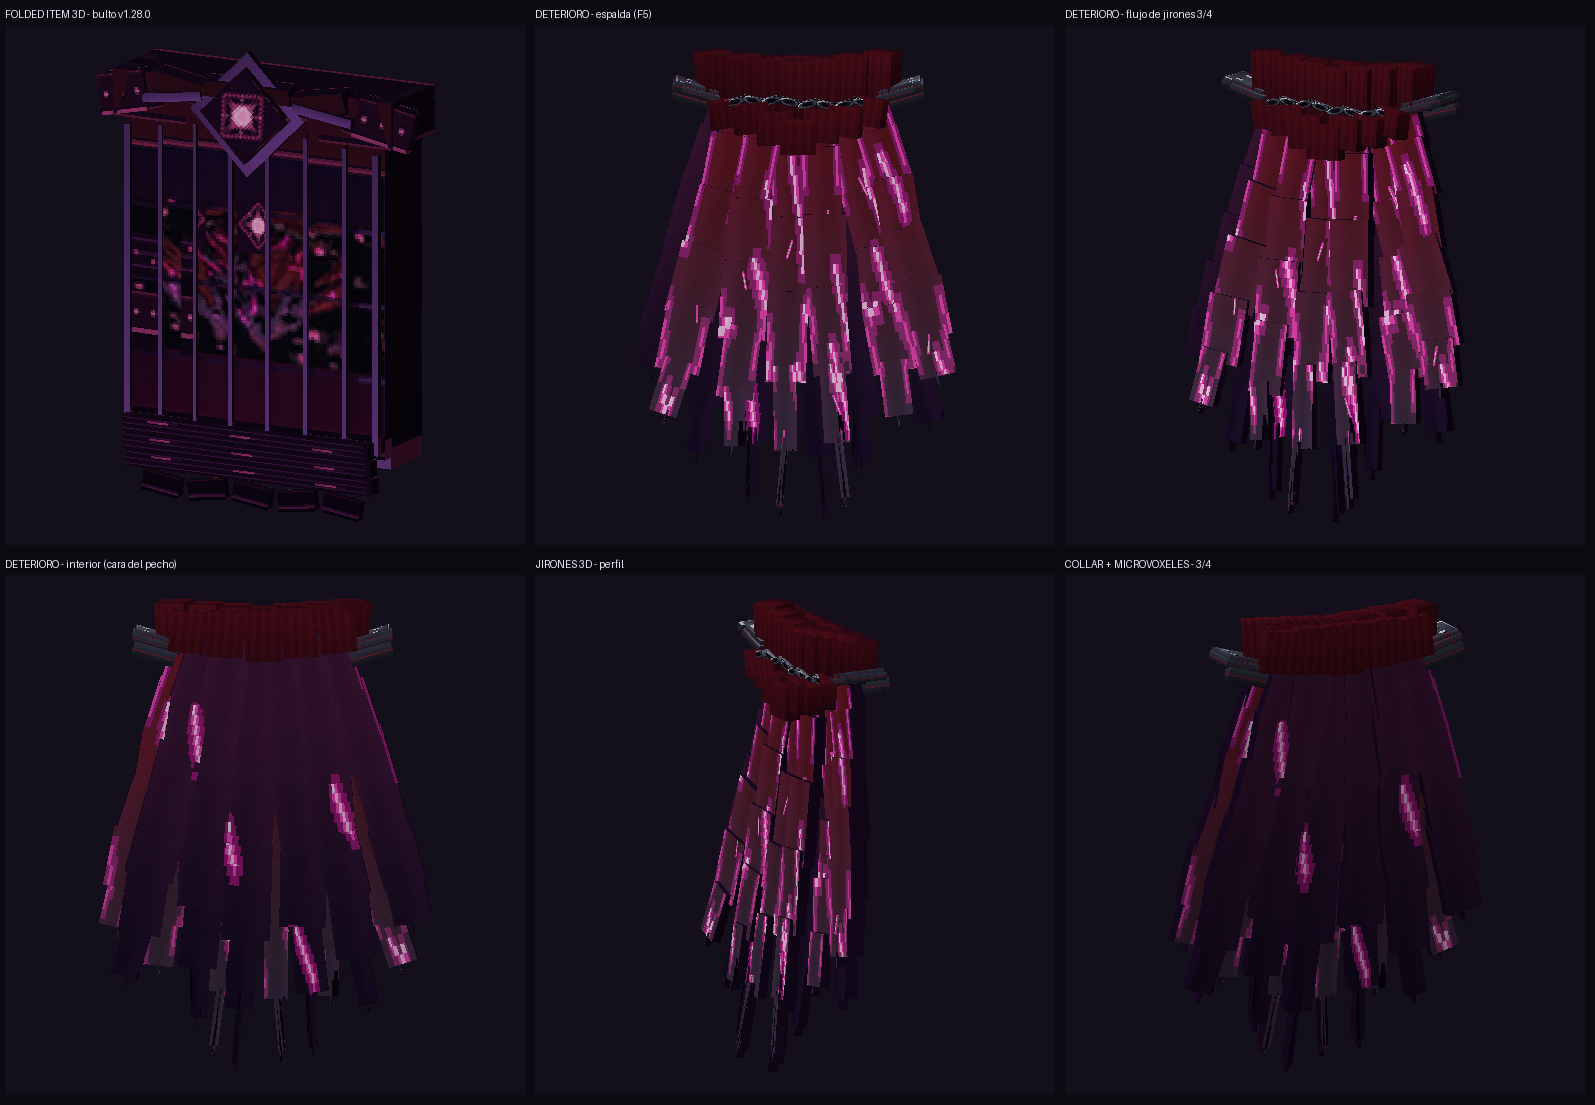 FOLDED ITEM 3D - bulto v1.28.0
DETERIORO - espalda (F5)
DETERIORO - flujo de jirones 3/4
DETERIORO - interior (cara del pecho)
JIRONES 3D - perfil
COLLAR + MICROVOXELES - 3/4